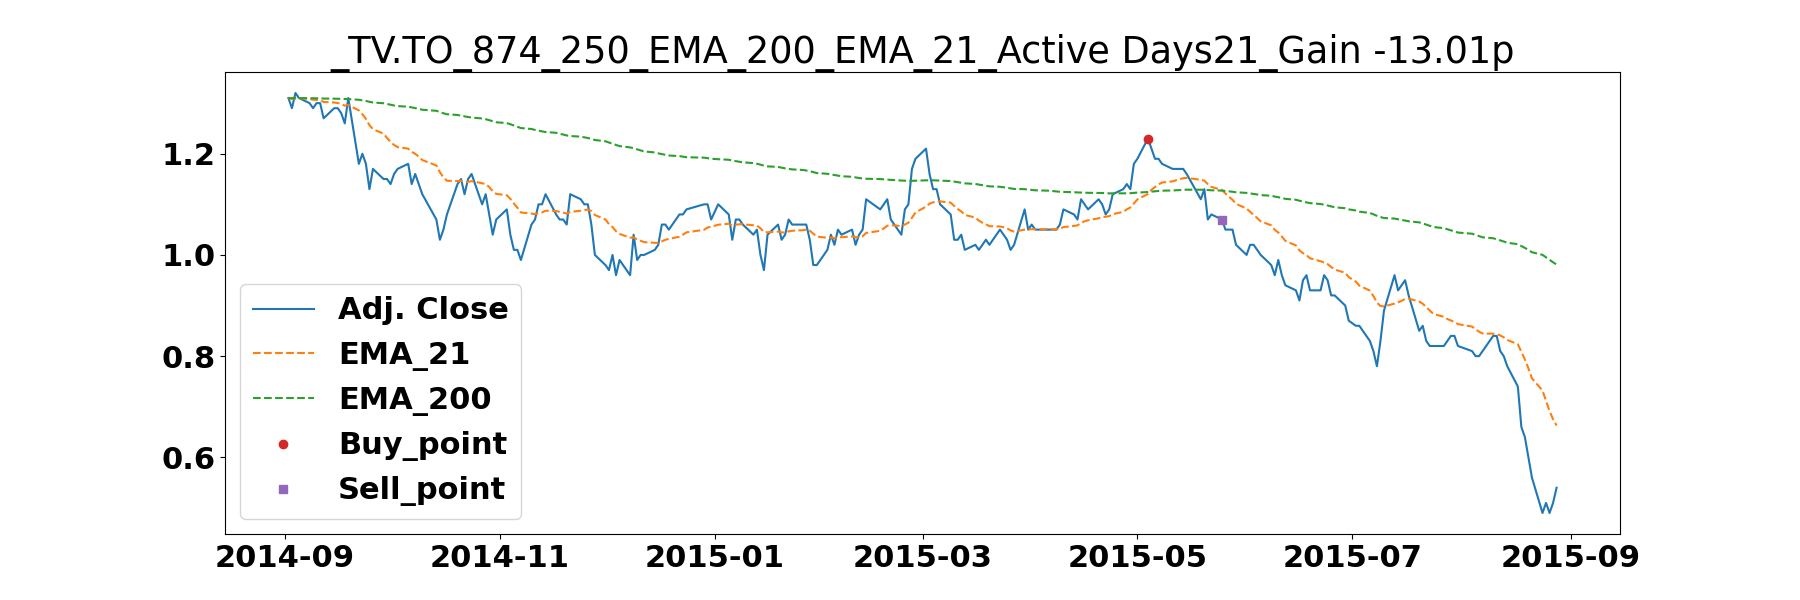 _TV.TO_874_250_EMA_200_EMA_21_Active Days21_Gain -13.01p
1.2
1.0
0.8
0.6
Adj. Close
EMA_21
EMA_200
Buy_point
Sell_point
2014-09 2014-11 2015-01 2015-03 2015-05 2015-07 2015-09